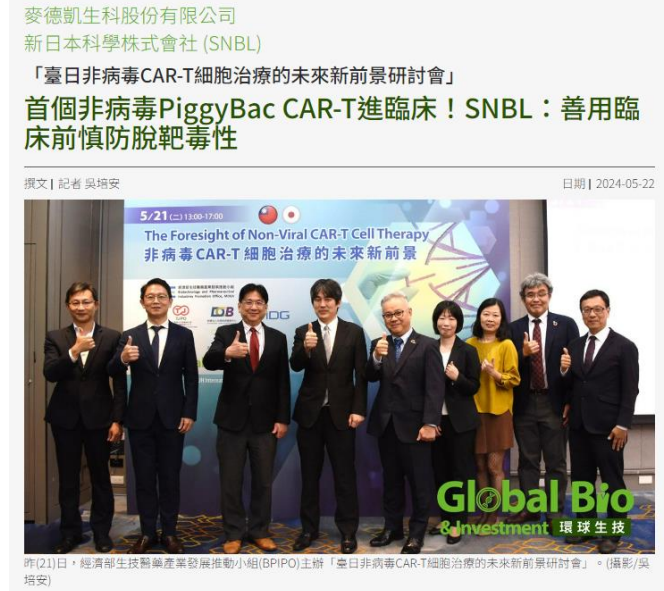 麥德凱生科股份有限公司
新日本科學株式會社 (SNBL)
「臺日非病毒CAR-T細胞治療的未來新前景研討會」
首個非病毒PiggyBac CAR-T進臨床！SNBL：善用臨
床前慎防脫靶毒性
撰文 | 記者 吳培安
日期 | 2024-05-22
5/21 (二) 13:00-17:00
The Foresight of Non-Viral CAR-T Cell Therapy
非病毒CAR-T 細胞治療的未來新前景
Global Bio
& Investment 環球生技
昨(21)日，經濟部生技醫藥產業發展推動小組(BPIPO)主辦「臺日非病毒CAR-T細胞治療的未來新前景研討會」。(攝影/吳
培安)